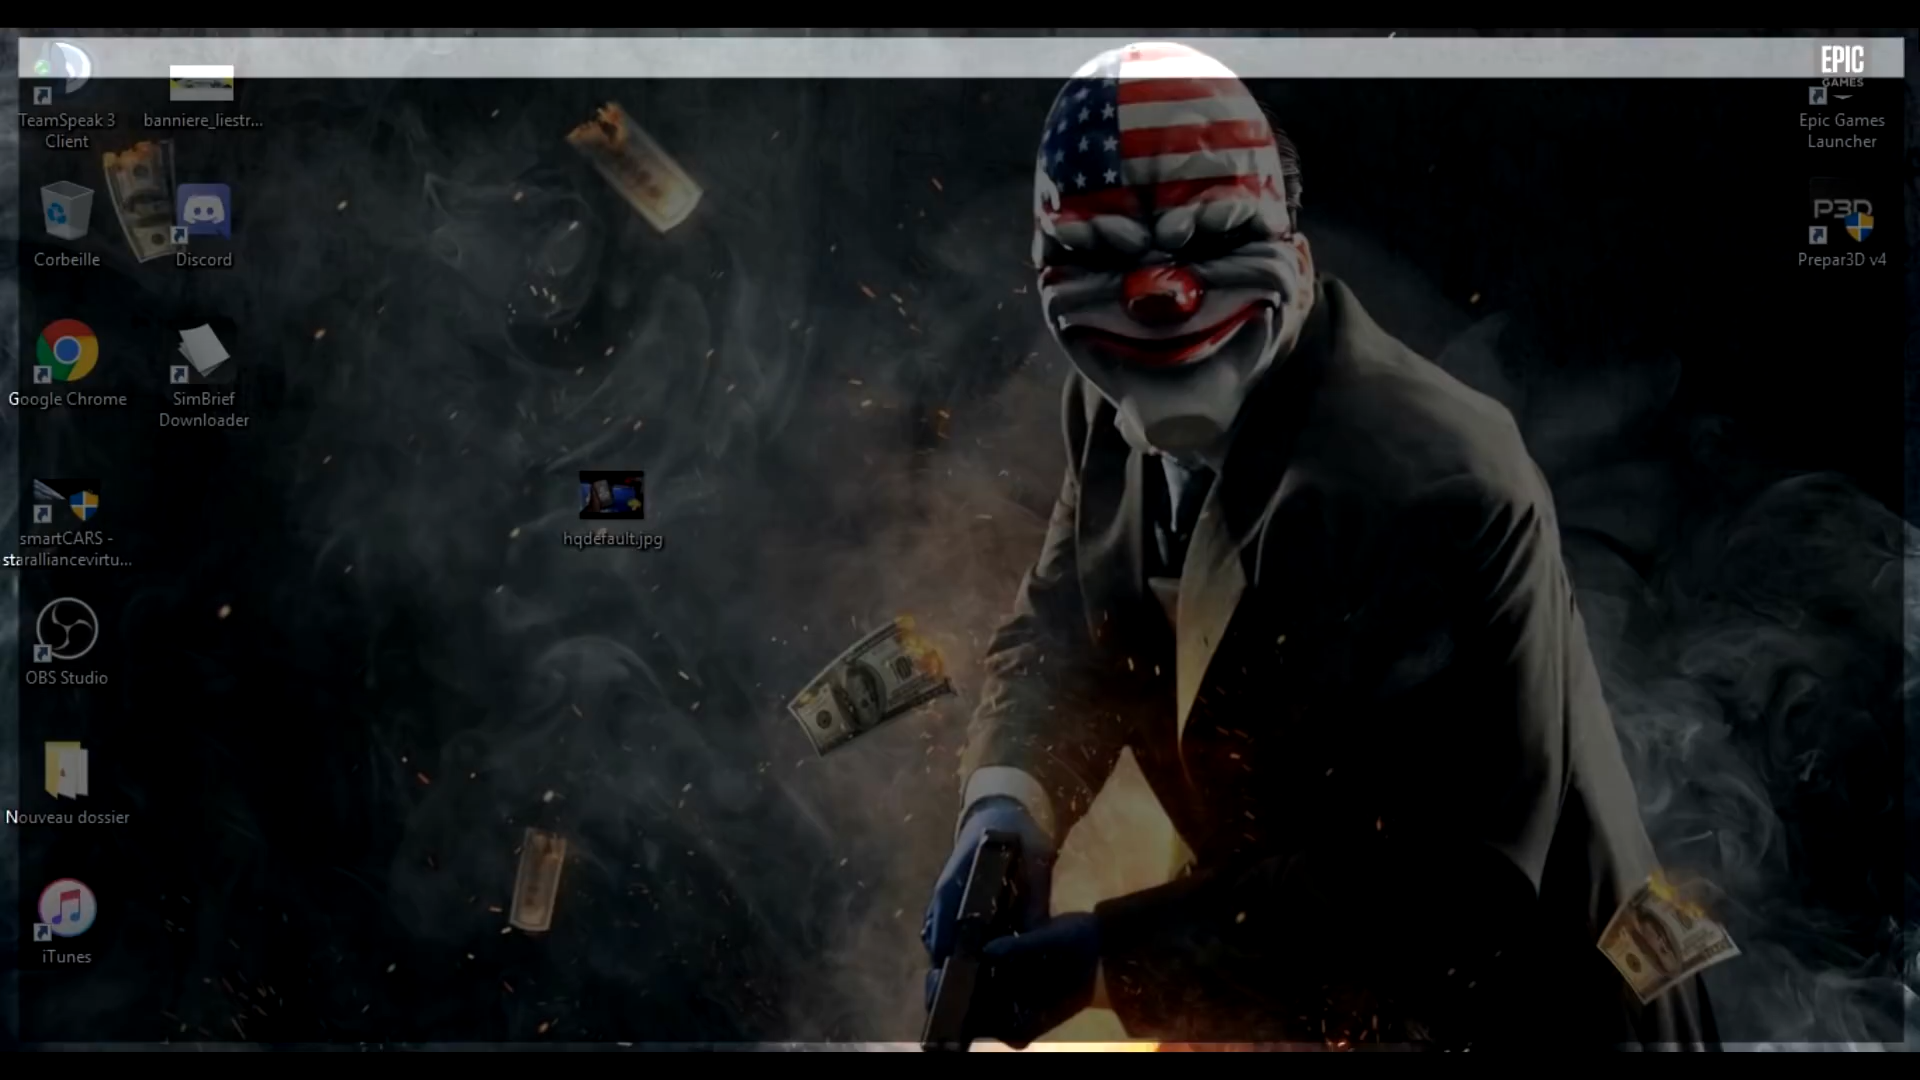 TeamSpeak 3
Client
banniere_liestr...
EPIC
GAMES
Epic Games
Launcher
Corbeille
Discord
P3D
Prepar3D v4
Google Chrome
SimBrief
Downloader
hqdefault.jpg
smartCARS -
staralliancevirtu...
OBS Studio
Nouveau dossier
iTunes